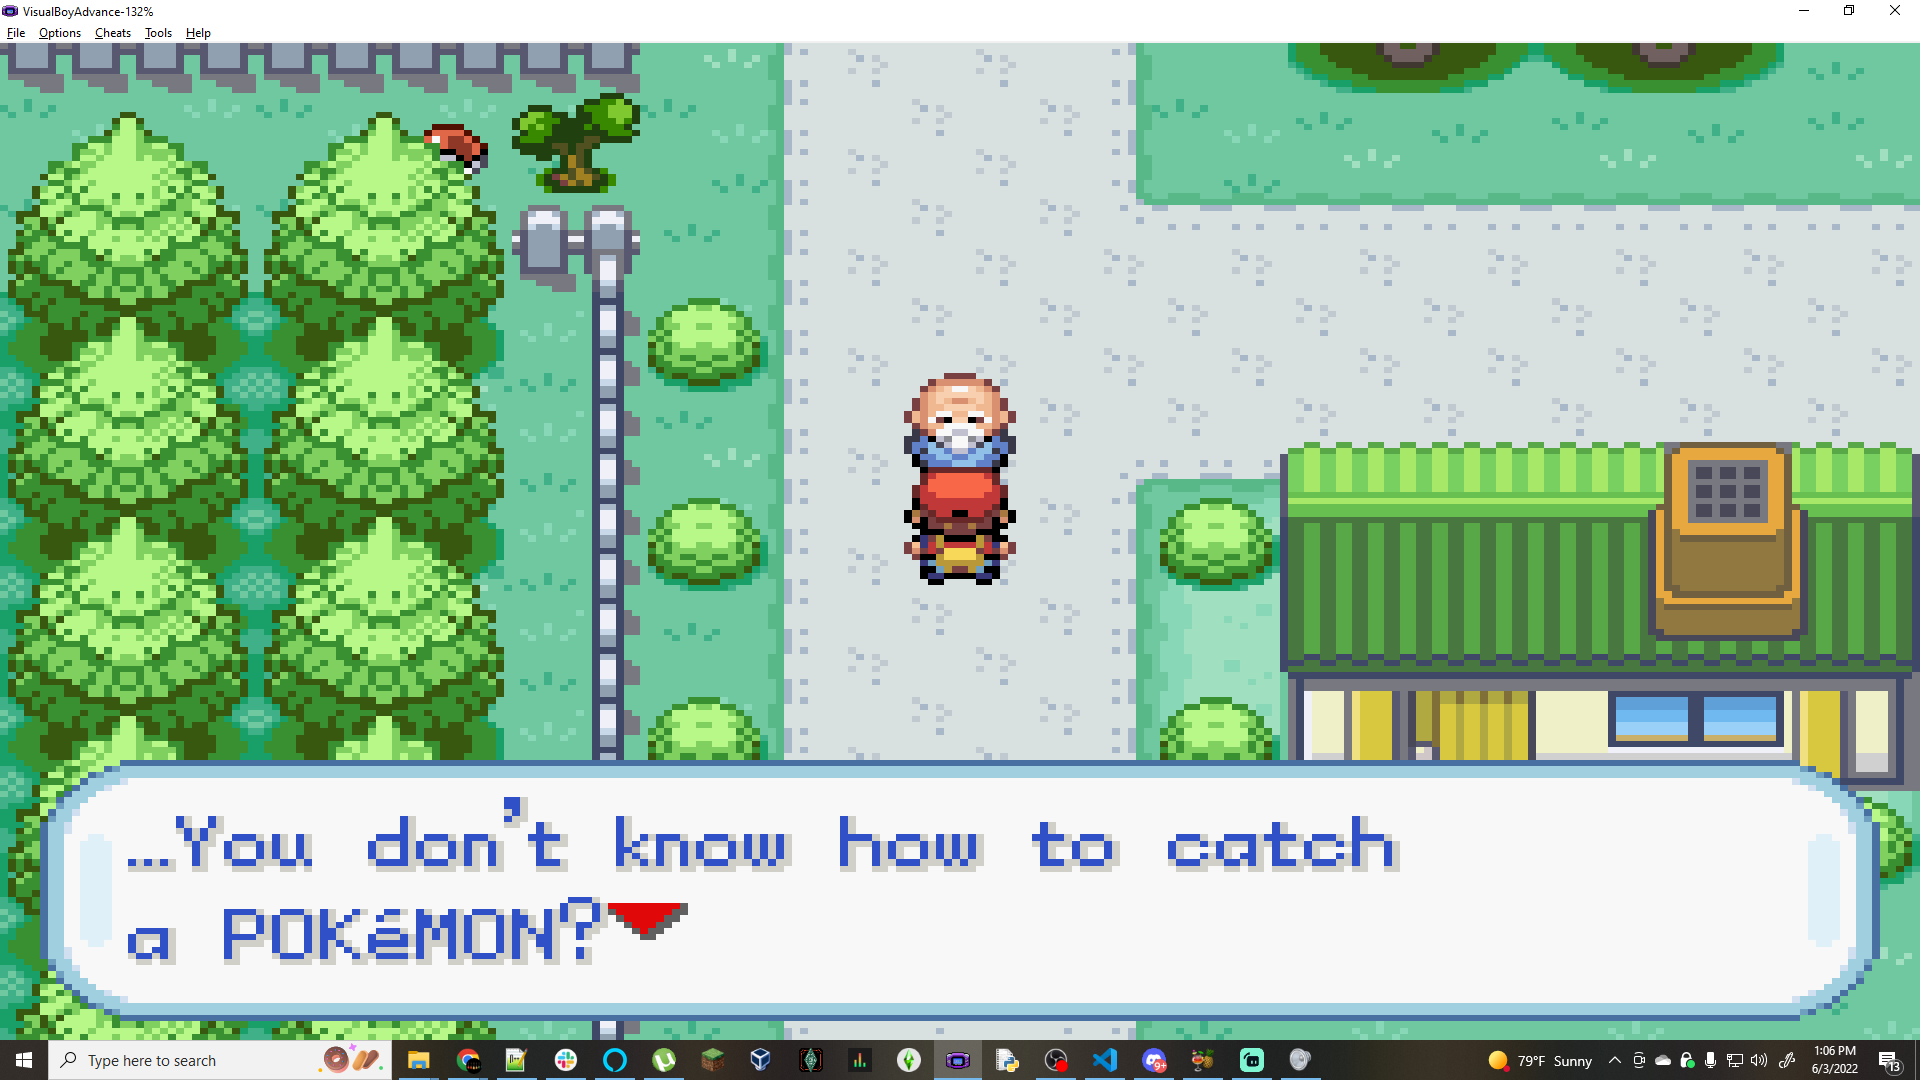 VisualBoyAdvance-132%
File Options Cheats Tools Help
…You don't know how to catch
a POKéMON?
Type here to search
9+
79°F Sunny
1:06 PM
6/3/2022
13